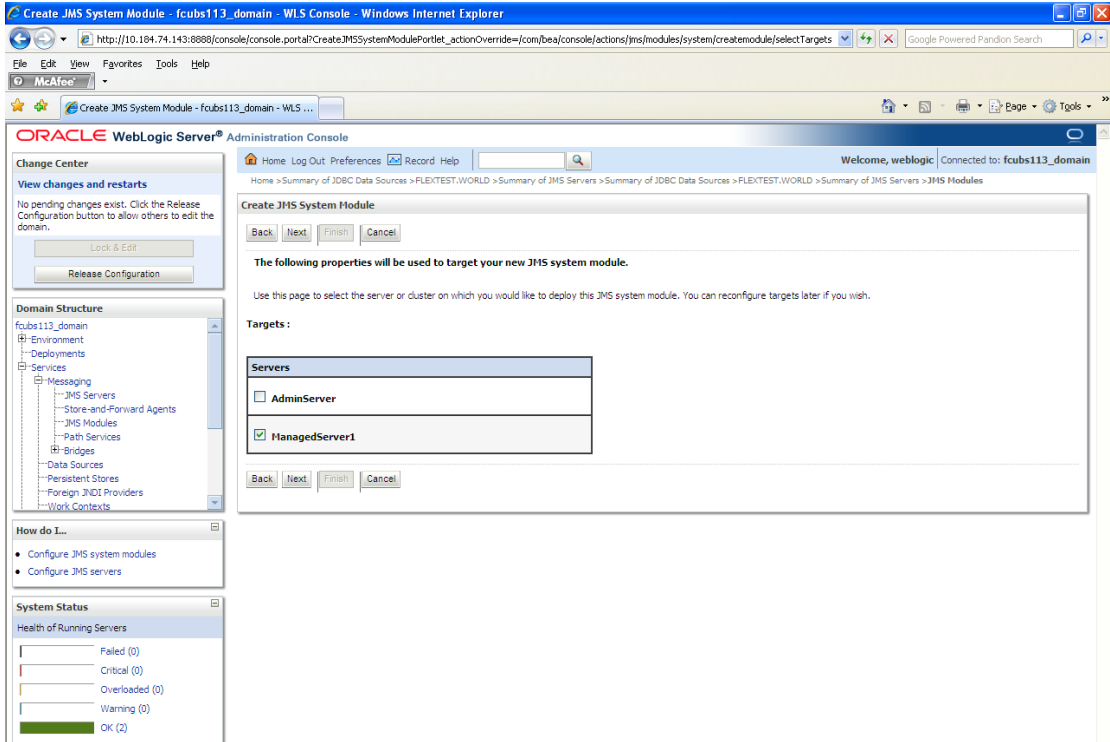 Create JMS System Module - fcubs113_domain - WLS Console - Windows Internet Explorer
http://10.184.74.143:8888/console/console.portal?CreateJMSSystemModulePortlet_actionOverride=/com/bea/console/actions/jms/modules/system/createmodule/selectTargets
Google Powered Pandion Search
File Edit View Favorites Tools Help
McAfee
Create JMS System Module - fcubs113_domain - WLS ...
Page Tools
ORACLE WebLogic Server® Administration Console
Change Center
View changes and restarts
No pending changes exist. Click the Release
Configuration button to allow others to edit the
domain.
Lock & Edit
Release Configuration
Domain Structure
fcubs113_domain
Environment
Deployments
Services
Messaging
JMS Servers
Store-and-Forward Agents
JMS Modules
Path Services
Bridges
Data Sources
Persistent Stores
Foreign JNDI Providers
Work Contexts
How do I...
Configure JMS system modules
Configure JMS servers
System Status
Health of Running Servers
Failed (0)
Critical (0)
Overloaded (0)
Warning (0)
OK (2)
Home Log Out Preferences Record Help
Welcome, weblogic Connected to: fcubs113_domain
Home >Summary of JDBC Data Sources >FLEXTEST.WORLD >Summary of JMS Servers >Summary of JDBC Data Sources >FLEXTEST.WORLD >Summary of JMS Servers >JMS Modules
Create JMS System Module
Back Next Finish Cancel
The following properties will be used to target your new JMS system module.
Use this page to select the server or cluster on which you would like to deploy this JMS system module. You can reconfigure targets later if you wish.
Targets :
Servers
AdminServer
ManagedServer1
Back Next Finish Cancel